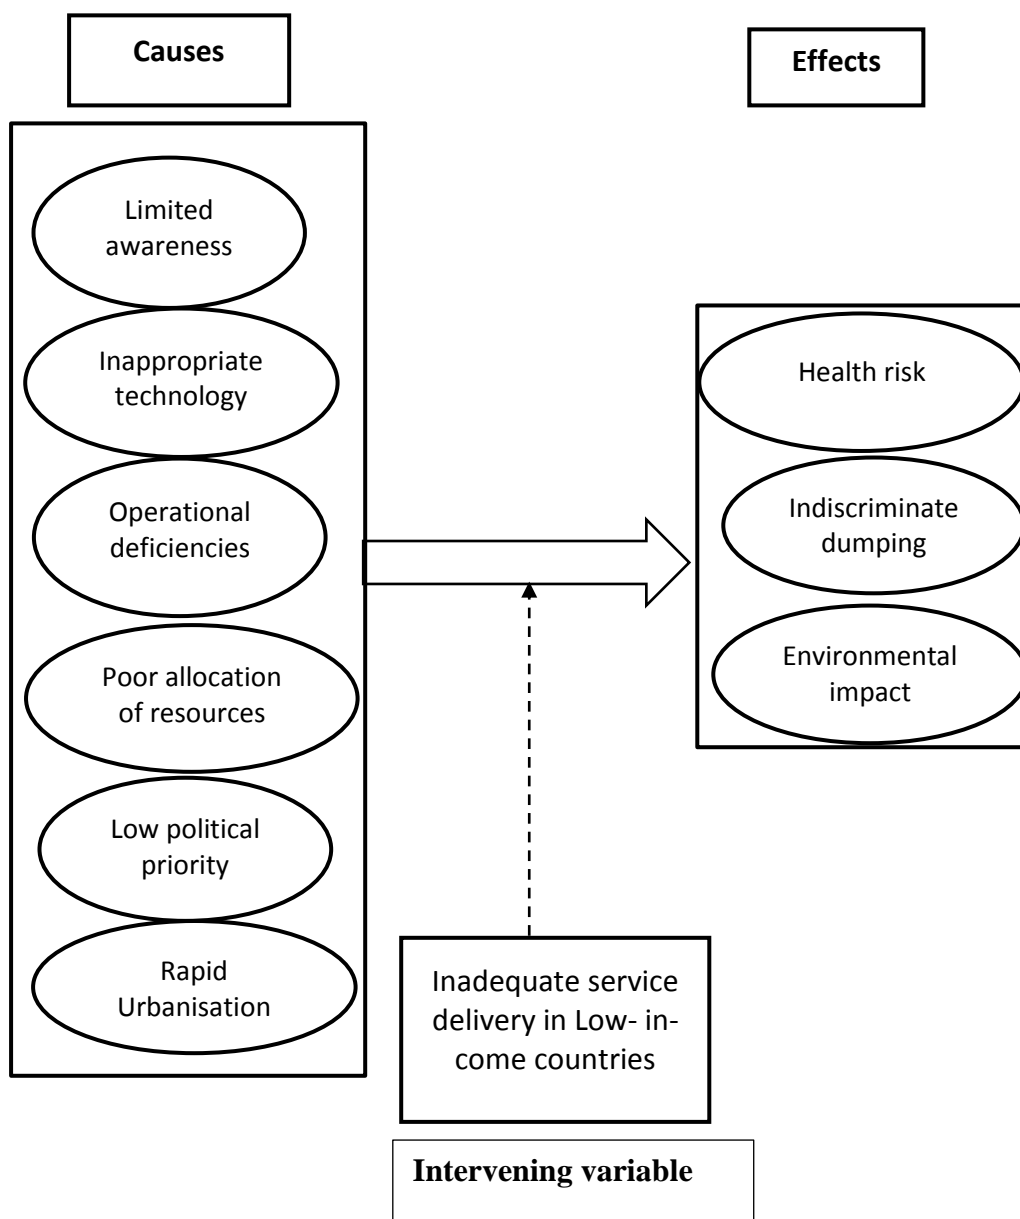 Causes
Effects
Limited
awareness
Inappropriate
technology
Operational
deficiencies
Poor allocation
of resources
Low political
priority
Rapid
Urbanisation
Health risk
Indiscriminate
dumping
Environmental
impact
Inadequate service
delivery in Low- in-
come countries
Intervening variable